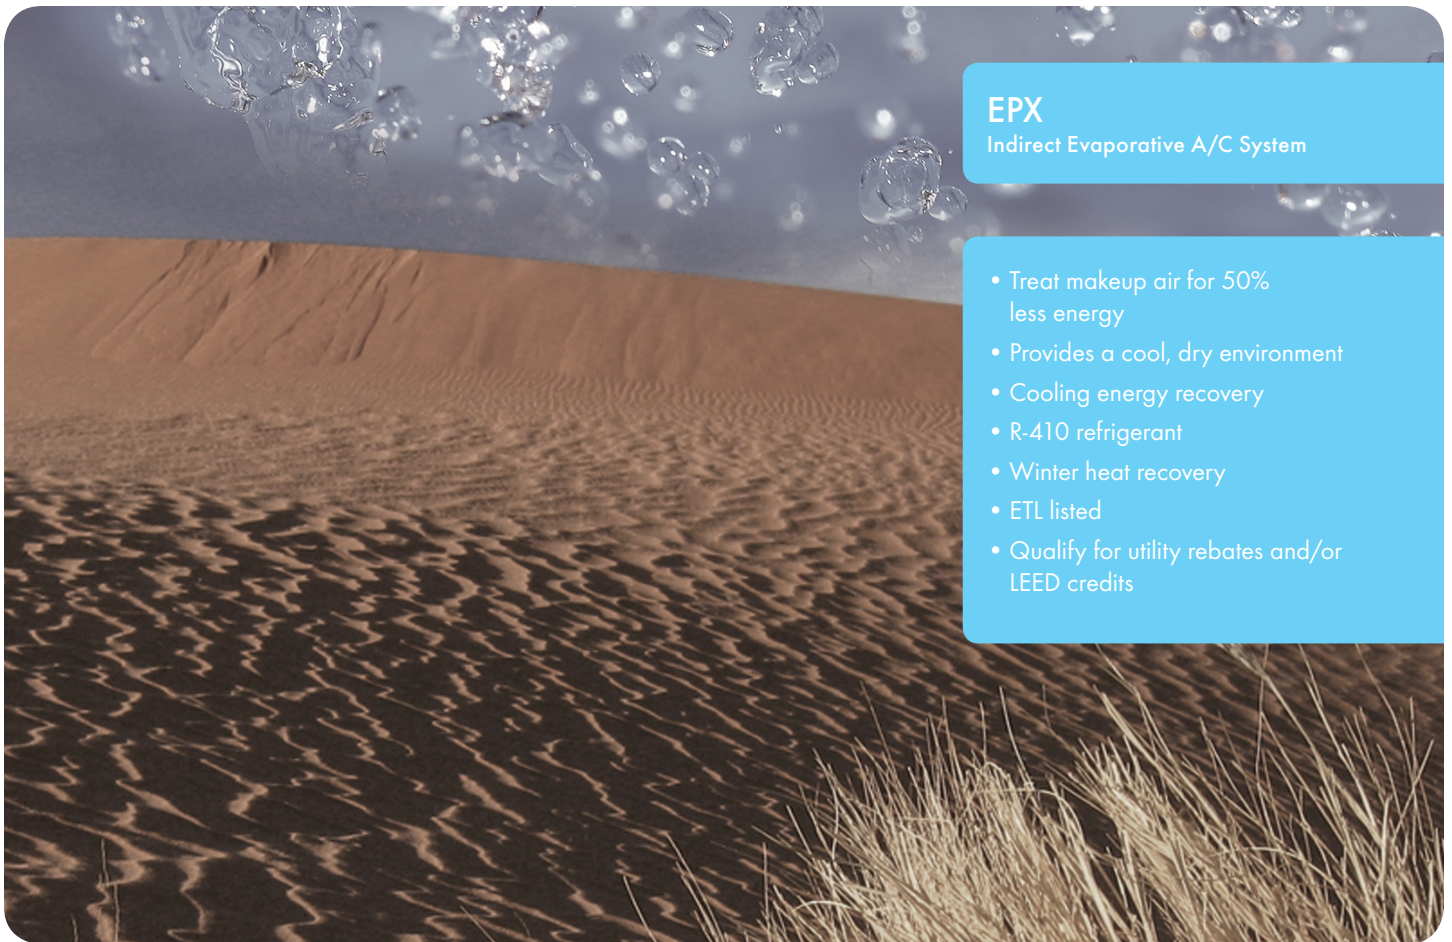 EPX
Indirect Evaporative A/C System
• Treat makeup air for 50%
less energy
• Provides a cool, dry environment
• Cooling energy recovery
• R-410 refrigerant
• Winter heat recovery
• ETL listed
• Qualify for utility rebates and/or
LEED credits